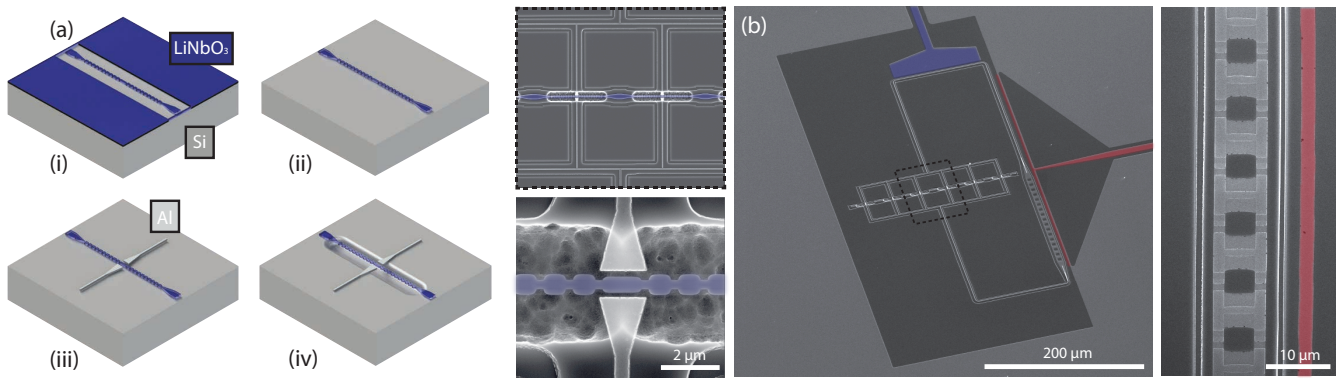 (a)
LiNbO₃
Si
(i)
(ii)
Al
(iii)
(iv)
2 μm
(b)
200 μm
10 μm